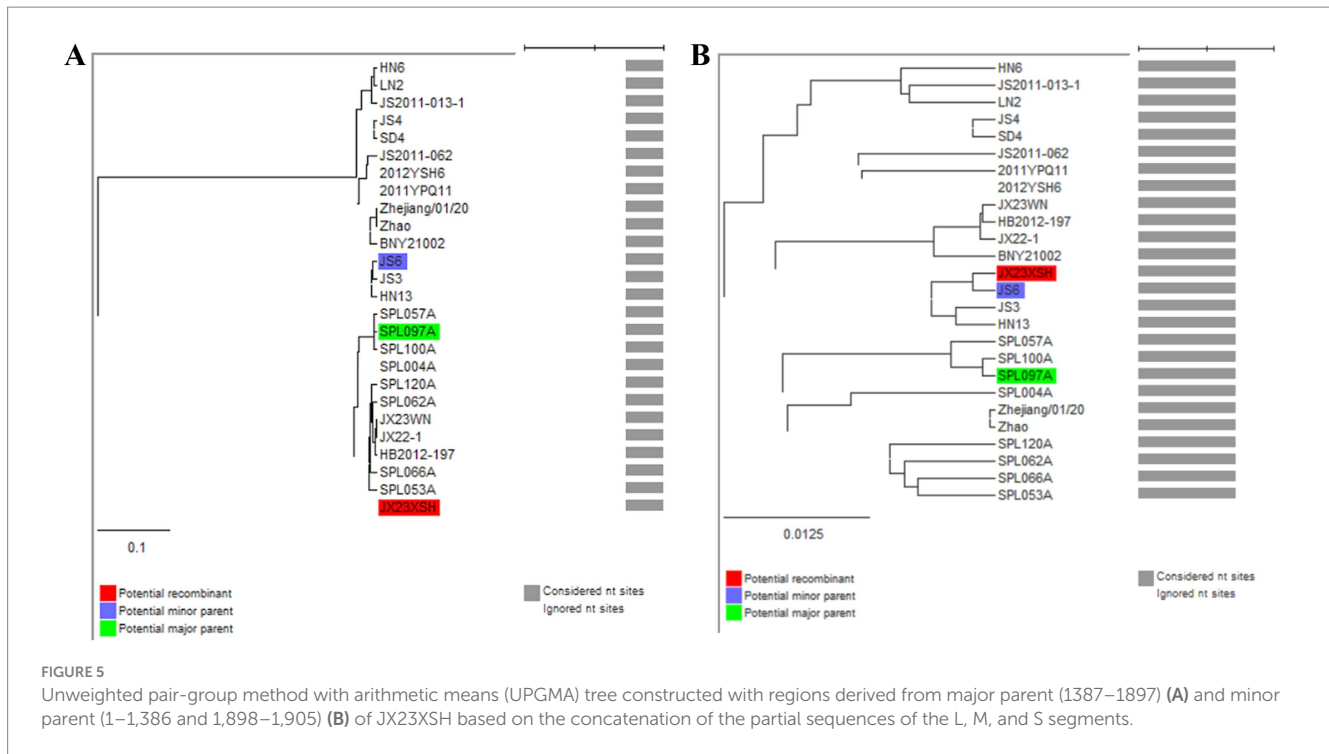 A
HN6
LN2
JS2011-013-1
JS4
SD4
JS2011-062
2012YSH6
2011YPQ11
Zhejiang/01/20
Zhao
BNY21002
JS6
JS3
HN13
SPL057A
SPL097A
SPL100A
SPL004A
SPL120A
SPL062A
JX23WN
JX22-1
HB2012-197
SPL066A
SPL053A
JX23XSH
0.1
Potential recombinant
Potential minor parent
Potential major parent
Considered nt sites
Ignored nt sites
B
HN6
JS2011-013-1
LN2
JS4
SD4
JS2011-062
2011YPQ11
2012YSH6
JX23WN
HB2012-197
JX22-1
BNY21002
JX23XSH
JS6
JS3
HN13
SPL057A
SPL100A
SPL097A
SPL004A
Zhejiang/01/20
Zhao
SPL120A
SPL062A
SPL066A
SPL053A
0.0125
Potential recombinant
Potential minor parent
Potential major parent
Considered nt sites
Ignored nt sites
FIGURE 5
Unweighted pair-group method with arithmetic means (UPGMA) tree constructed with regions derived from major parent (1387–1897) (A) and minor
parent (1–1,386 and 1,898–1,905) (B) of JX23XSH based on the concatenation of the partial sequences of the L, M, and S segments.